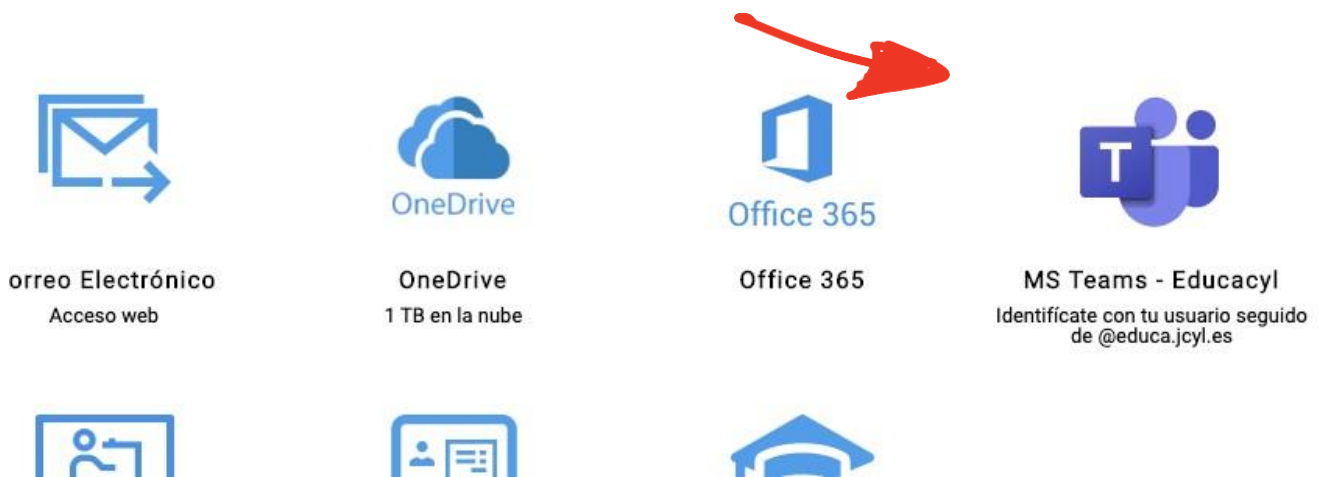 OneDrive
Office 365
T
orreo Electrónico
Acceso web
OneDrive
1 TB en la nube
Office 365
MS Teams - Educacyl
Identifícate con tu usuario seguido
de @educa.jcyl.es